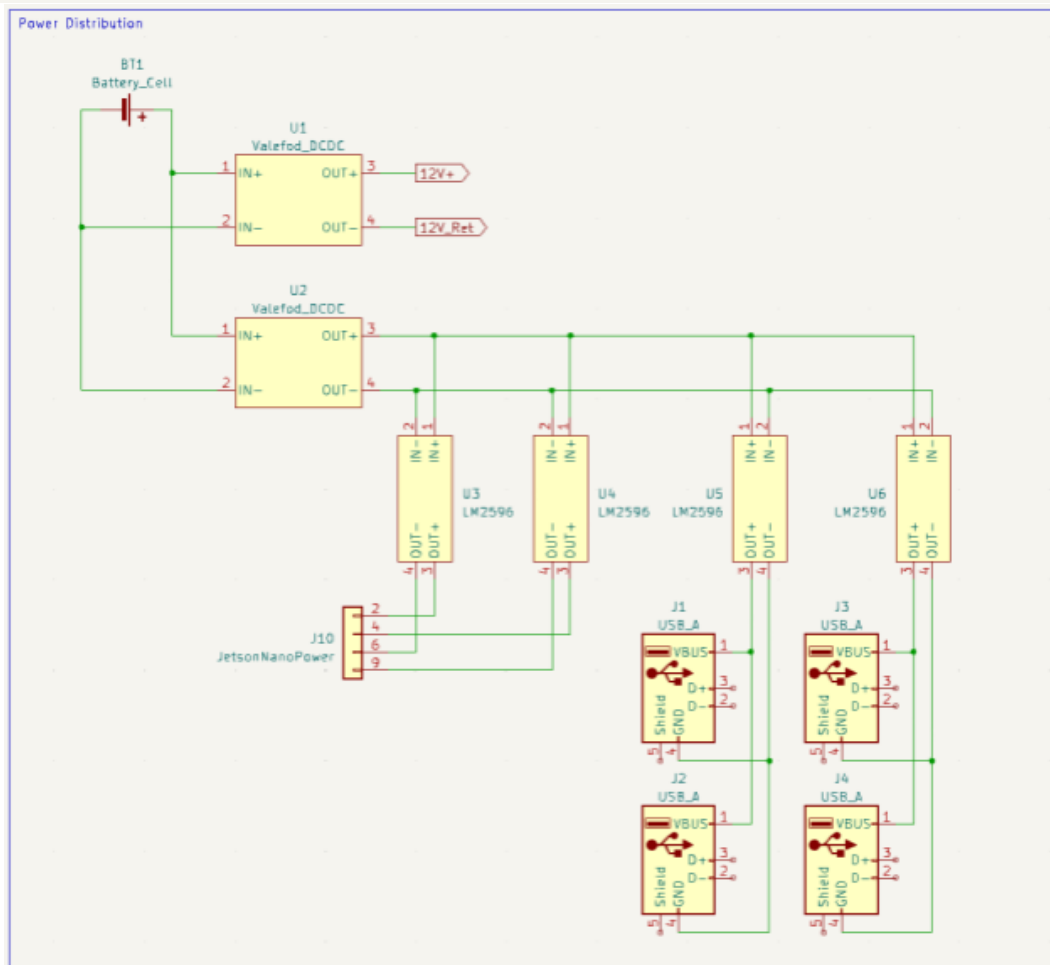 Power Distribution
BT1
Battery_Cell
+
U1
Valefod_DCDC
1 IN+ OUT+ 3
12V+
2 IN- OUT- 4
12V_Ret
U2
Valefod_DCDC
1 IN+ OUT+ 3
2 IN- OUT- 4
2 1
IN- IN+
U3
LM2596
OUT- OUT+
4 3
2 1
IN- IN+
U4
LM2596
OUT- OUT+
4 3
1 2
IN+ IN-
U5
LM2596
OUT+ OUT-
3 4
1 2
IN+ IN-
U6
LM2596
OUT+ OUT-
3 4
J10
JetsonNanoPower
2
4
6
9
J1
USB_A
VBUS 1
D+ 3
D- 2
Shield GND
5 4
J3
USB_A
VBUS 1
D+ 3
D- 2
Shield GND
5 4
J2
USB_A
VBUS 1
D+ 3
D- 2
Shield GND
5 4
J4
USB_A
VBUS 1
D+ 3
D- 2
Shield GND
5 4